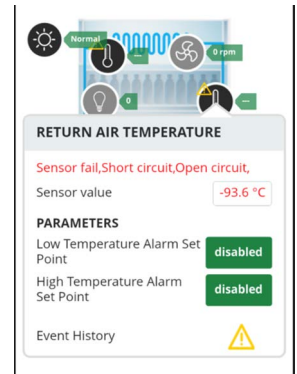 Normal
—
0 rpm
0
—
RETURN AIR TEMPERATURE
Sensor fail,Short circuit,Open circuit,
Sensor value
-93.6 °C
PARAMETERS
Low Temperature Alarm Set
Point
disabled
High Temperature Alarm
Set Point
disabled
Event History